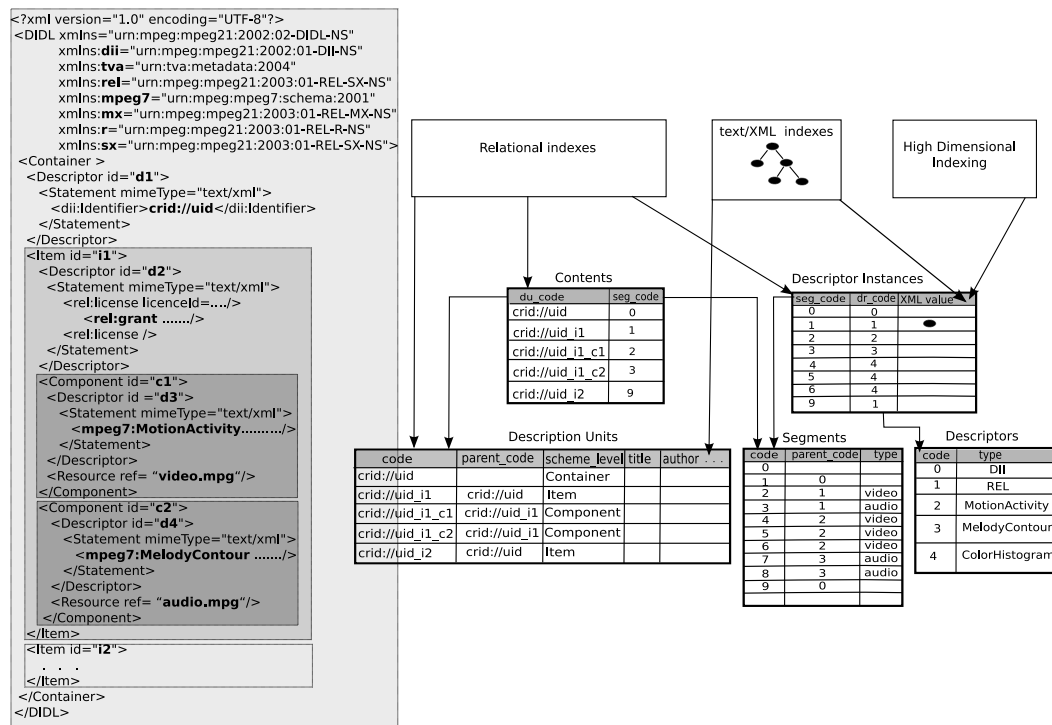 <?xml version="1.0" encoding="UTF-8"?>
<DIDL xmlns="urn:mpeg:mpeg21:2002:02-DIDL-NS"
xmlns:dii="urn:mpeg:mpeg21:2002:01-DII-NS"
xmlns:tva="urn:tva:metadata:2004"
xmlns:rel="urn:mpeg:mpeg21:2003:01-REL-SX-NS"
xmlns:mpeg7="urn:mpeg:mpeg7:schema:2001"
xmlns:mx="urn:mpeg:mpeg21:2003:01-REL-MX-NS"
xmlns:r="urn:mpeg:mpeg21:2003:01-REL-R-NS"
xmlns:sx="urn:mpeg:mpeg21:2003:01-REL-SX-NS">
<Container >
<Descriptor id="d1">
<Statement mimeType="text/xml">
<dii:Identifier>crid://uid</dii:Identifier>
</Statement>
</Descriptor>
<Item id="i1">
<Descriptor id="d2">
<Statement mimeType="text/xml">
<rel:license licenceId=..../>
<rel:grant ......./>
<rel:license />
</Statement>
</Descriptor>
<Component id="c1">
<Descriptor id ="d3">
<Statement mimeType="text/xml">
<mpeg7:MotionActivity........../>
</Statement>
</Descriptor>
<Resource ref= “video.mpg“/>
</Component>
<Component id="c2">
<Descriptor id="d4">
<Statement mimeType="text/xml">
<mpeg7:MelodyContour ......./>
</Statement>
</Descriptor>
<Resource ref= “audio.mpg“/>
</Component>
</Item>
<Item id="i2">
. . .
</Item>
</Container>
</DIDL>
Relational indexes
text/XML indexes
High Dimensional
Indexing
Contents
du_code seg_code
crid://uid 0
crid://uid_i1 1
crid://uid_i1_c1 2
crid://uid_i1_c2 3
crid://uid_i2 9
Descriptor Instances
seg_code dr_code XML value
0 0
1 1
2 2
3 3
4 4
5 4
6 4
9 1
Description Units
code parent_code scheme_level title author . . .
crid://uid Container
crid://uid_i1 crid://uid Item
crid://uid_i1_c1 crid://uid_i1 Component
crid://uid_i1_c2 crid://uid_i1 Component
crid://uid_i2 crid://uid Item
Segments
code parent_code type
0
1 0
2 1 video
3 1 audio
4 2 video
5 2 video
6 2 video
7 3 audio
8 3 audio
9 0
Descriptors
code type
0 DII
1 REL
2 MotionActivity
3 MelodyContour
4 ColorHistogram